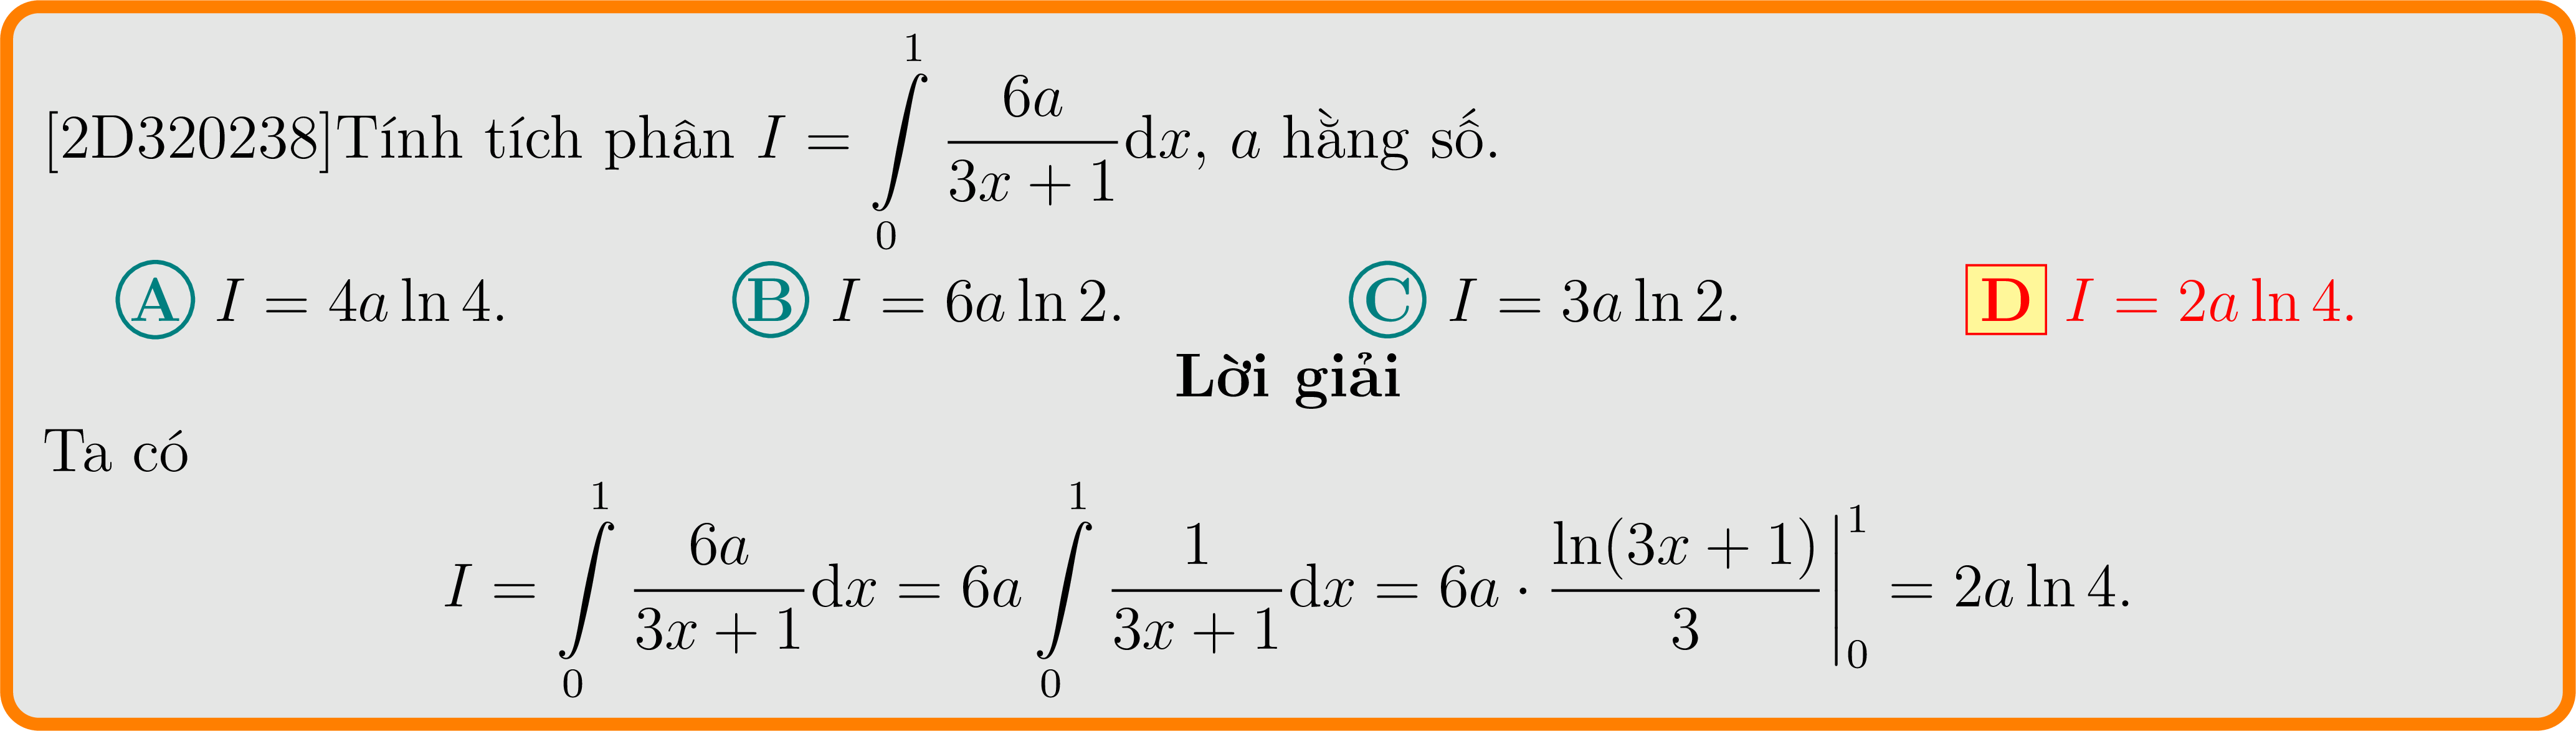 [2D320238]Tính tích phân $I = \int\limits_0^1 \frac{6a}{3x+1}\mathrm{d}x$, $a$ hằng số.
Ⓐ $I = 4a \ln 4$. Ⓑ $I = 6a \ln 2$. Ⓒ $I = 3a \ln 2$. D $I = 2a \ln 4$.
Lời giải
Ta có
$I = \int\limits_0^1 \frac{6a}{3x+1}\mathrm{d}x = 6a \int\limits_0^1 \frac{1}{3x+1}\mathrm{d}x = 6a \cdot \left. \frac{\ln(3x+1)}{3} \right|_0^1 = 2a \ln 4.$